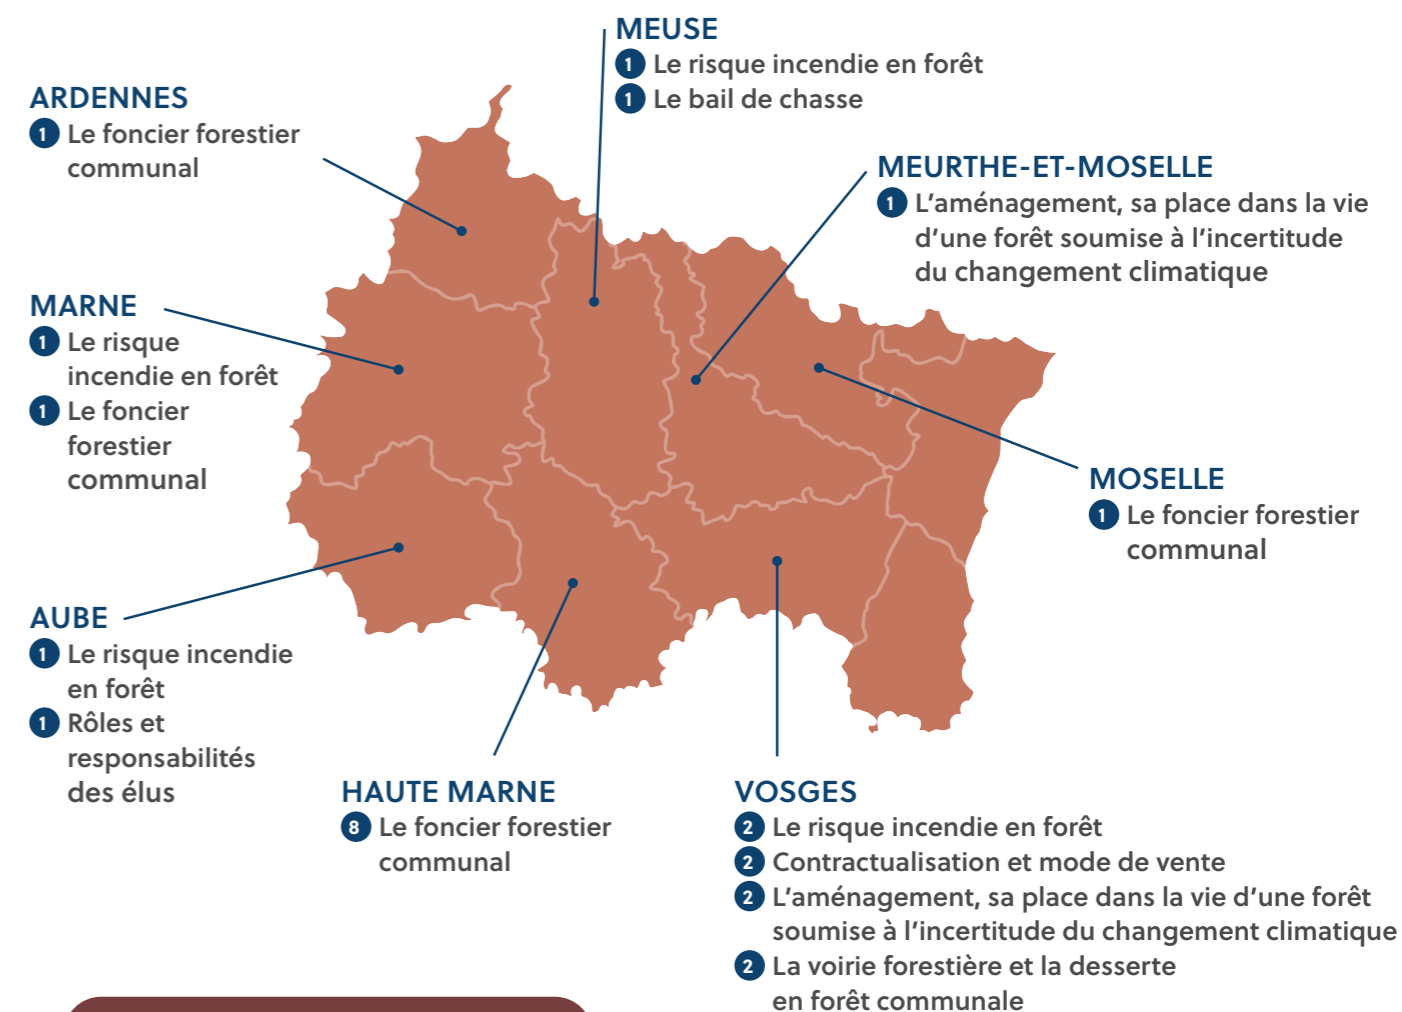 MEUSE
1 Le risque incendie en forêt
1 Le bail de chasse
ARDENNES
1 Le foncier forestier
communal
MEURTHE-ET-MOSELLE
1 L’aménagement, sa place dans la vie
d’une forêt soumise à l’incertitude
du changement climatique
MARNE
1 Le risque
incendie en forêt
1 Le foncier
forestier
communal
MOSELLE
1 Le foncier forestier
communal
AUBE
1 Le risque incendie
en forêt
1 Rôles et
responsabilités
des élus
HAUTE MARNE
8 Le foncier forestier
communal
VOSGES
2 Le risque incendie en forêt
2 Contractualisation et mode de vente
2 L’aménagement, sa place dans la vie d’une forêt
soumise à l’incertitude du changement climatique
2 La voirie forestière et la desserte
en forêt communale